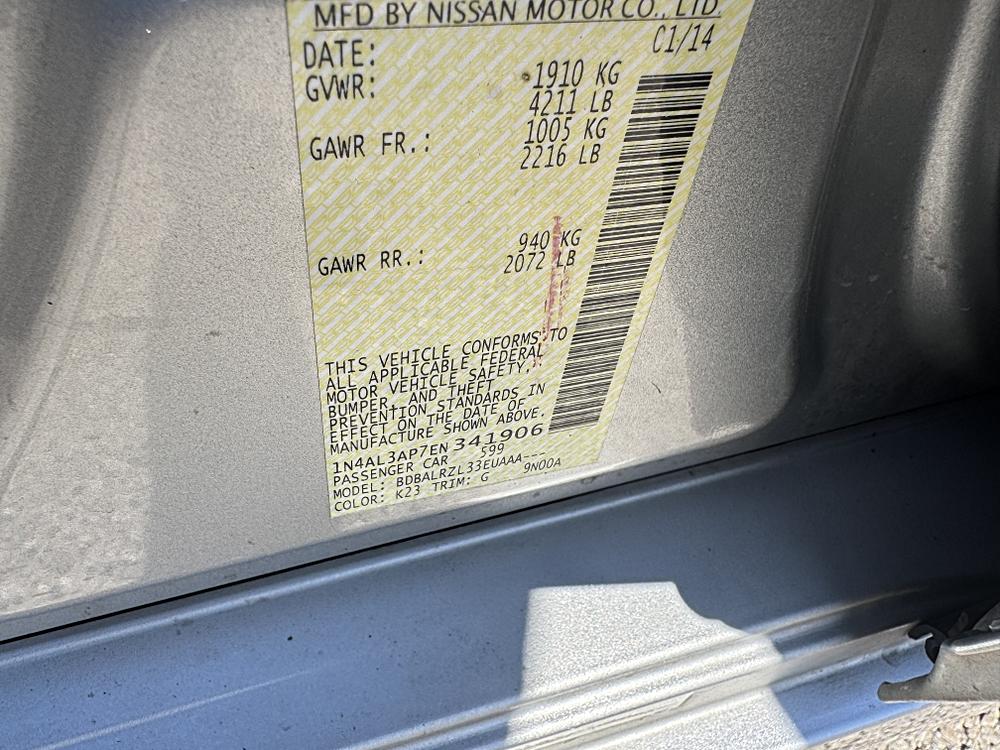 MFD BY NISSAN MOTOR CO., LTD.
DATE: C1/14
GVWR: 1910 KG
4211 LB
GAWR FR.: 1005 KG
2216 LB
GAWR RR.: 940 KG
2072 LB
THIS VEHICLE CONFORMS TO
ALL APPLICABLE FEDERAL
MOTOR VEHICLE SAFETY,
BUMPER, AND THEFT
PREVENTION STANDARDS IN
EFFECT ON THE DATE OF
MANUFACTURE SHOWN ABOVE.
1N4AL3AP7EN341906
PASSENGER CAR 599
MODEL: BDBALRZL33EUAAA---
COLOR: K23 TRIM: G 9N00A